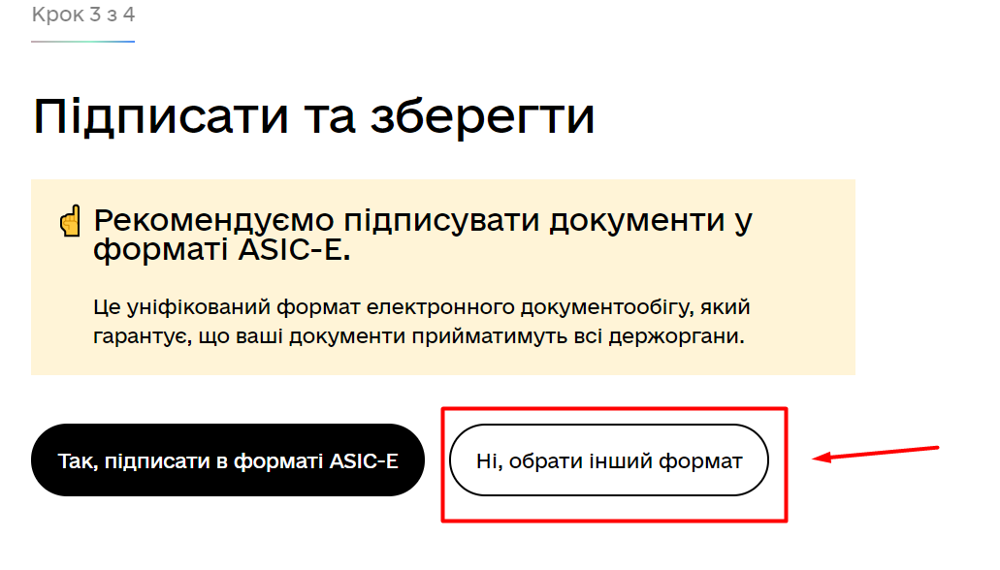 Крок 3 з 4
Підписати та зберегти
☝ Рекомендуємо підписувати документи у
форматі ASIC-E.
Це уніфікований формат електронного документообігу, який
гарантує, що ваші документи прийматимуть всі держоргани.
Так, підписати в форматі ASIC-E
Ні, обрати інший формат